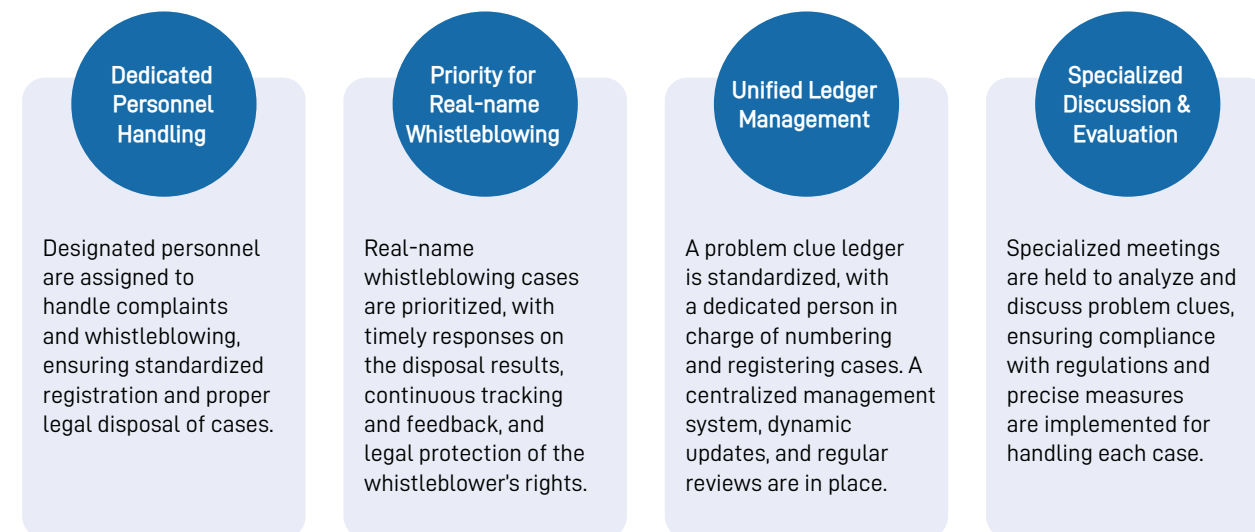 Dedicated
Personnel
Handling
Designated personnel
are assigned to
handle complaints
and whistleblowing,
ensuring standardized
registration and proper
legal disposal of cases.
Priority for
Real-name
Whistleblowing
Real-name
whistleblowing cases
are prioritized, with
timely responses on
the disposal results,
continuous tracking
and feedback, and
legal protection of the
whistleblower's rights.
Unified Ledger
Management
A problem clue ledger
is standardized, with
a dedicated person in
charge of numbering
and registering cases. A
centralized management
system, dynamic
updates, and regular
reviews are in place.
Specialized
Discussion &
Evaluation
Specialized meetings
are held to analyze and
discuss problem clues,
ensuring compliance
with regulations and
precise measures
are implemented for
handling each case.